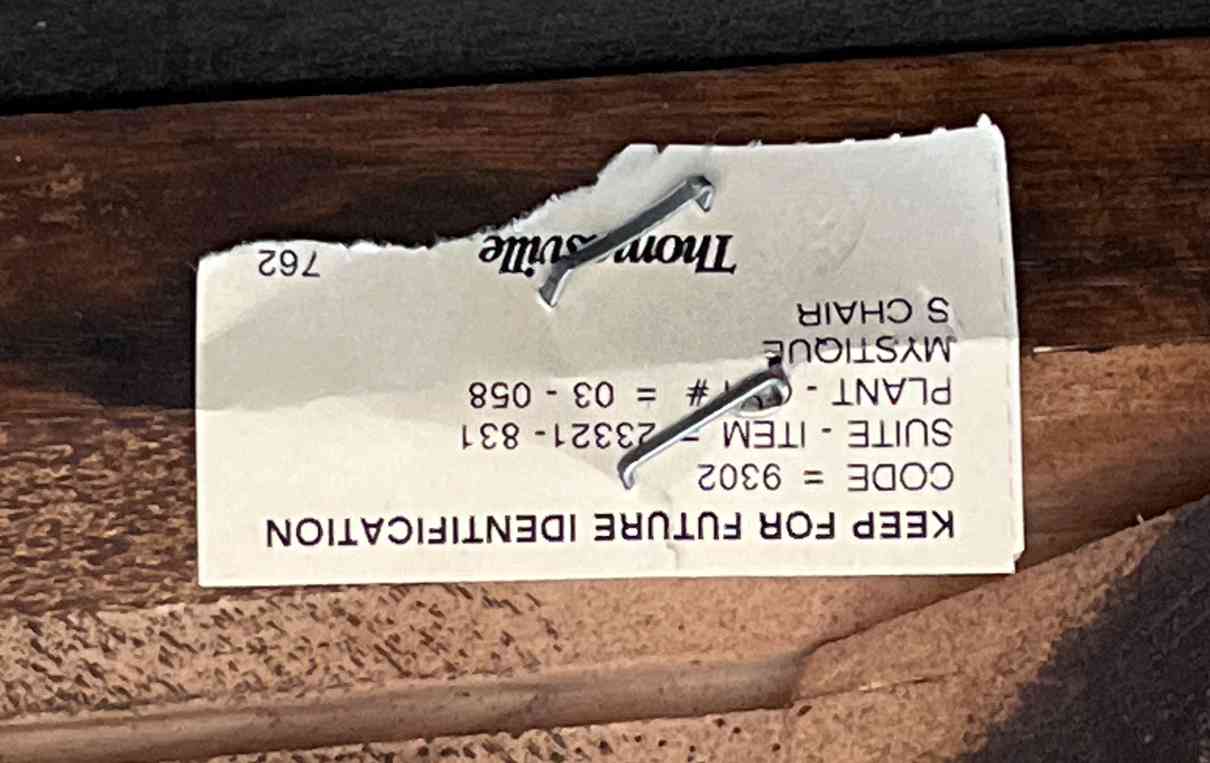 KEEP FOR FUTURE IDENTIFICATION
CODE = 9302
SUITE - ITEM = 23321 - 831
PLANT - # = 03 - 058
MYSTIQUE
S CHAIR
Thomasville 762